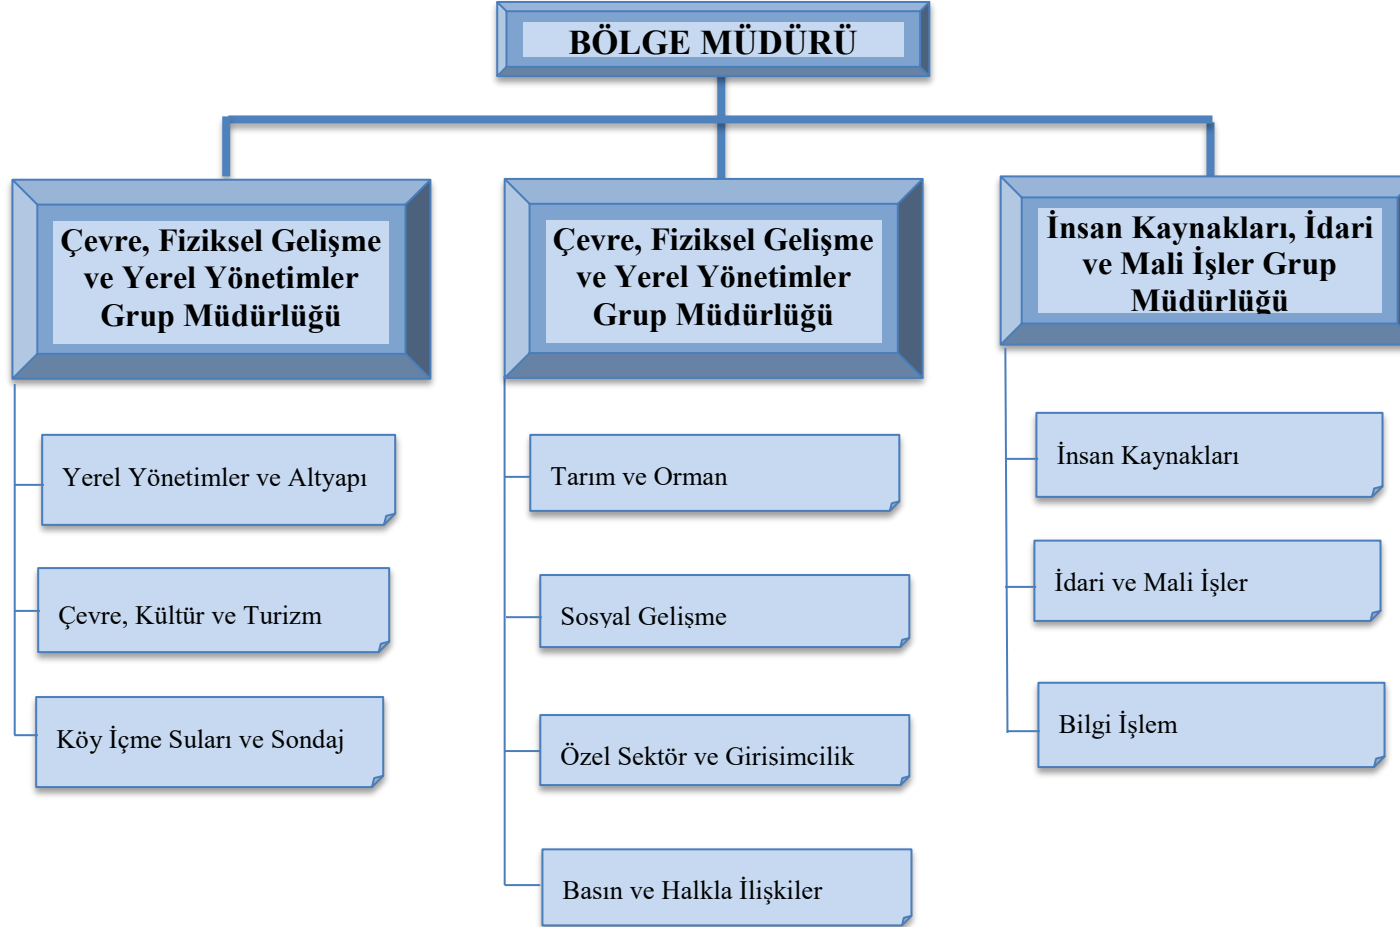 BÖLGE MÜDÜRÜ
Çevre, Fiziksel Gelişme
ve Yerel Yönetimler
Grup Müdürlüğü
Yerel Yönetimler ve Altyapı
Çevre, Kültür ve Turizm
Köy İçme Suları ve Sondaj
Çevre, Fiziksel Gelişme
ve Yerel Yönetimler
Grup Müdürlüğü
Tarım ve Orman
Sosyal Gelişme
Özel Sektör ve Girisimcilik
Basın ve Halkla İlişkiler
İnsan Kaynakları, İdari
ve Mali İşler Grup
Müdürlüğü
İnsan Kaynakları
İdari ve Mali İşler
Bilgi İşlem